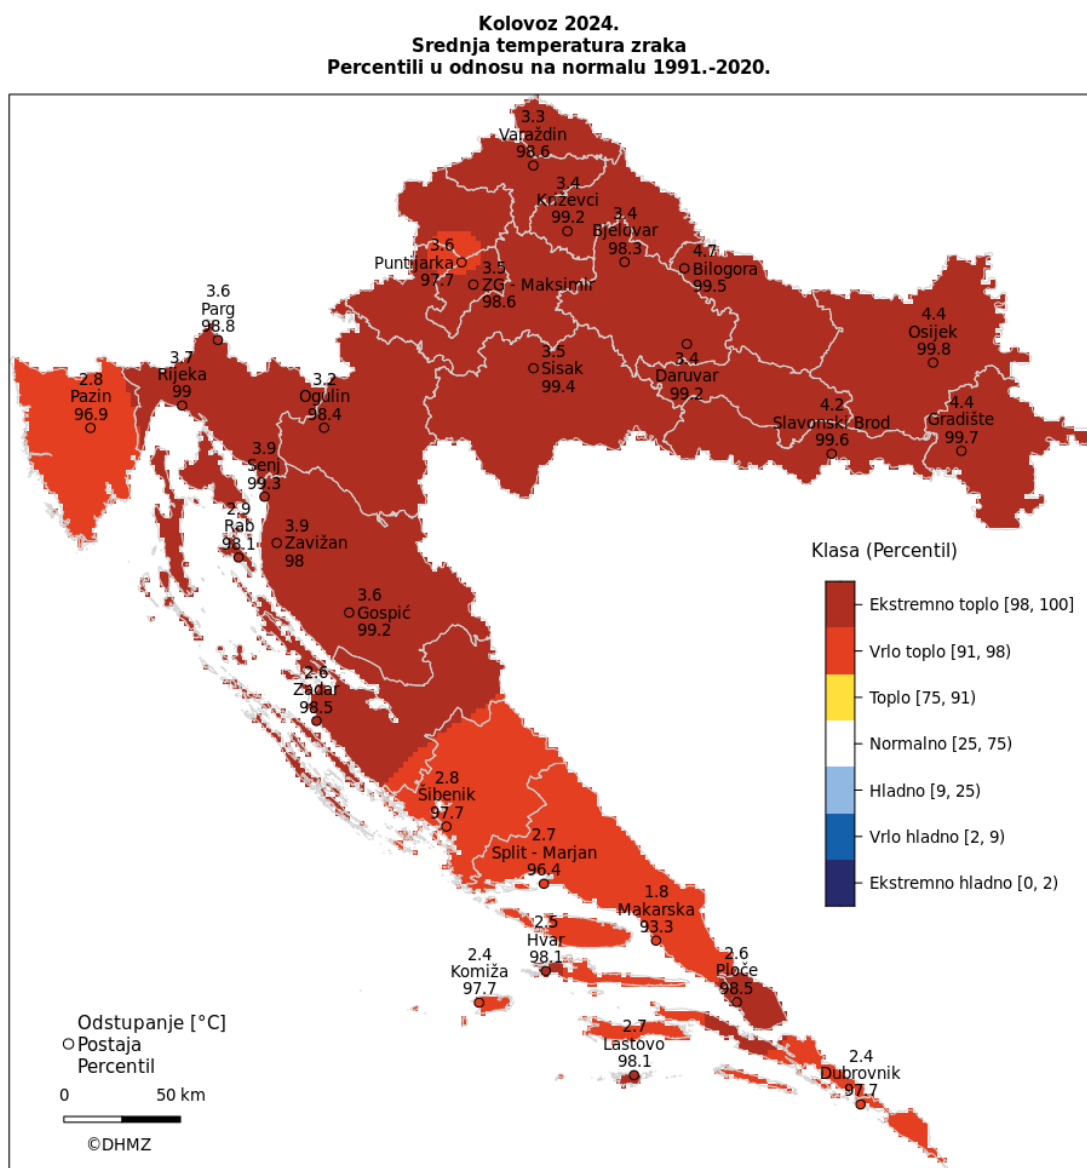 Kolovoz 2024.
Srednja temperatura zraka
Percentili u odnosu na normalu 1991.-2020.
3.3
Varaždin
98.6
3.4
Križevci
99.2
3.4
Bjelovar
98.3
3.6
Puntijarka
97.7
3.5
ZG - Maksimir
98.6
4.7
Bilogora
99.5
3.6
Parg
98.8
4.4
Osijek
99.8
3.7
Rijeka
99
2.8
Pazin
96.9
3.2
Ogulin
98.4
3.5
Sisak
99.4
3.4
Daruvar
99.2
4.2
Slavonski Brod
99.6
4.4
Gradište
99.7
3.9
Senj
99.3
2.9
Rab
98.1
3.9
Zavižan
98
3.6
Gospić
99.2
2.6
Zadar
98.5
Klasa (Percentil)
Ekstremno toplo [98, 100]
Vrlo toplo [91, 98)
Toplo [75, 91)
Normalno [25, 75)
Hladno [9, 25)
Vrlo hladno [2, 9)
Ekstremno hladno [0, 2)
2.8
Šibenik
97.7
2.7
Split - Marjan
96.4
1.8
Makarska
93.3
2.5
Hvar
98.1
2.4
Komiža
97.7
2.6
Ploče
98.5
2.7
Lastovo
98.1
2.4
Dubrovnik
97.7
Odstupanje [°C]
Postaja
Percentil
0 50 km
©DHMZ